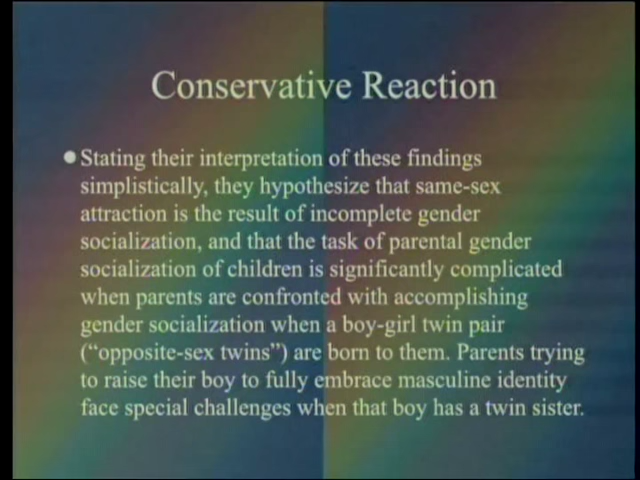 Conservative Reaction
● Stating their interpretation of these findings
simplistically, they hypothesize that same-sex
attraction is the result of incomplete gender
socialization, and that the task of parental gender
socialization of children is significantly complicated
when parents are confronted with accomplishing
gender socialization when a boy-girl twin pair
(“opposite-sex twins”) are born to them. Parents trying
to raise their boy to fully embrace masculine identity
face special challenges when that boy has a twin sister.